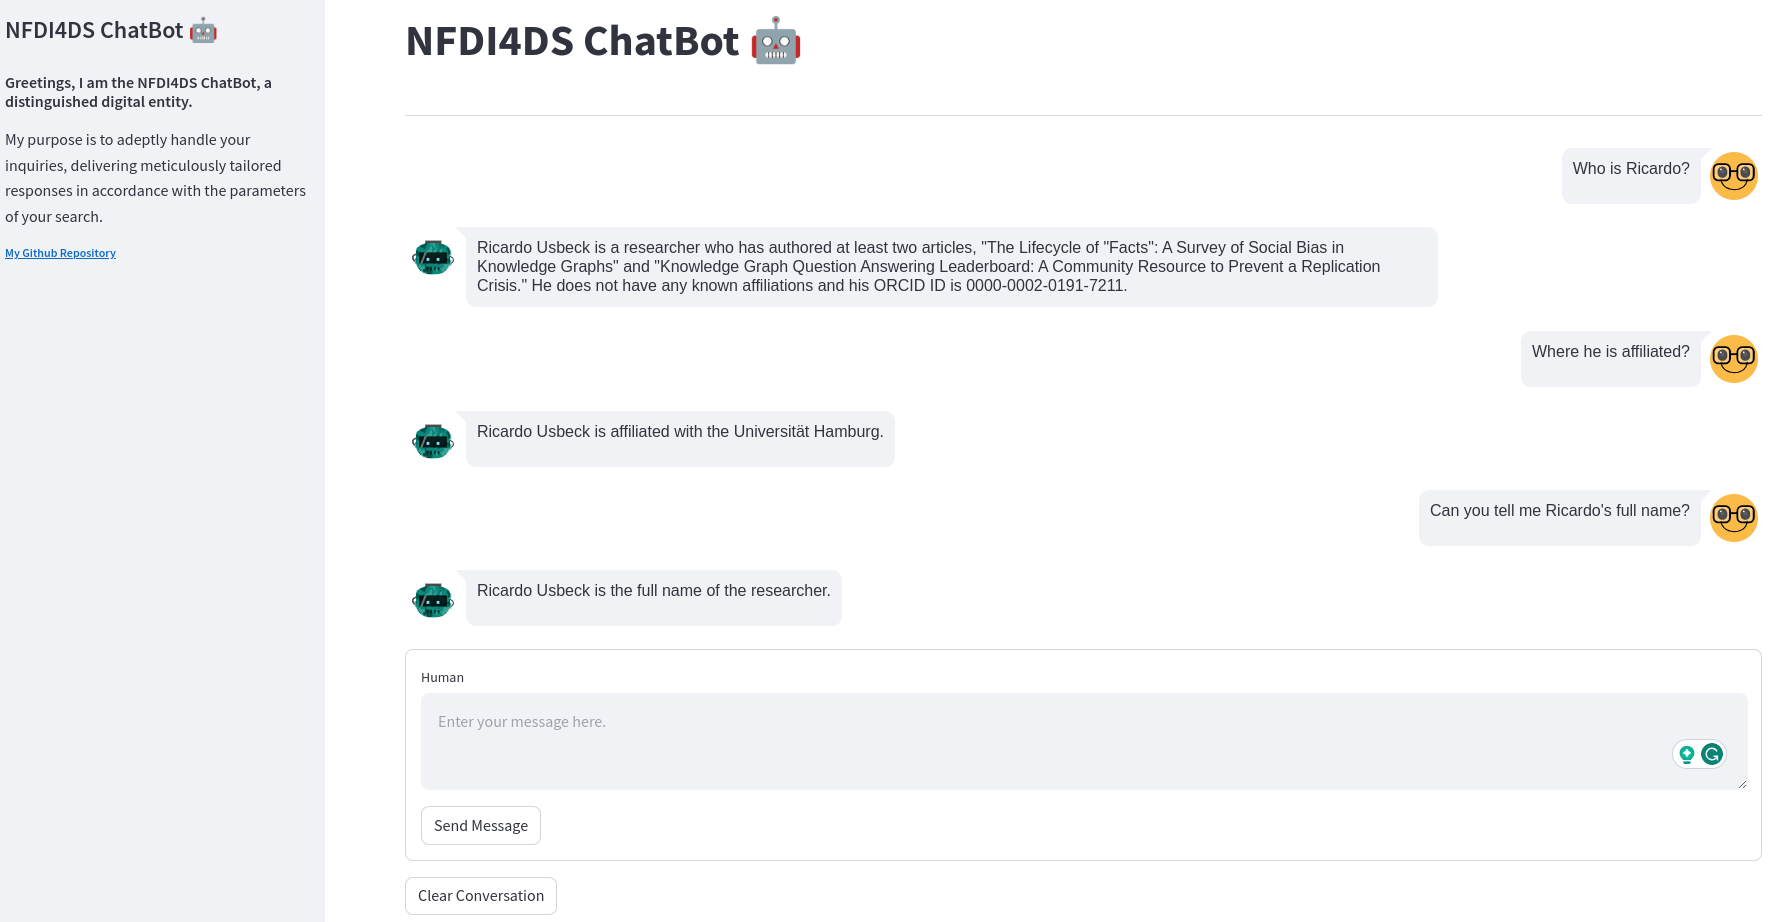 NFDI4DS ChatBot
Greetings, I am the NFDI4DS ChatBot, a
distinguished digital entity.
My purpose is to adeptly handle your
inquiries, delivering meticulously tailored
responses in accordance with the parameters
of your search.
My Github Repository
NFDI4DS ChatBot
Who is Ricardo?
Ricardo Usbeck is a researcher who has authored at least two articles, "The Lifecycle of "Facts": A Survey of Social Bias in
Knowledge Graphs" and "Knowledge Graph Question Answering Leaderboard: A Community Resource to Prevent a Replication
Crisis." He does not have any known affiliations and his ORCID ID is 0000-0002-0191-7211.
Where he is affiliated?
Ricardo Usbeck is affiliated with the Universität Hamburg.
Can you tell me Ricardo's full name?
Ricardo Usbeck is the full name of the researcher.
Human
Enter your message here.
Send Message
Clear Conversation